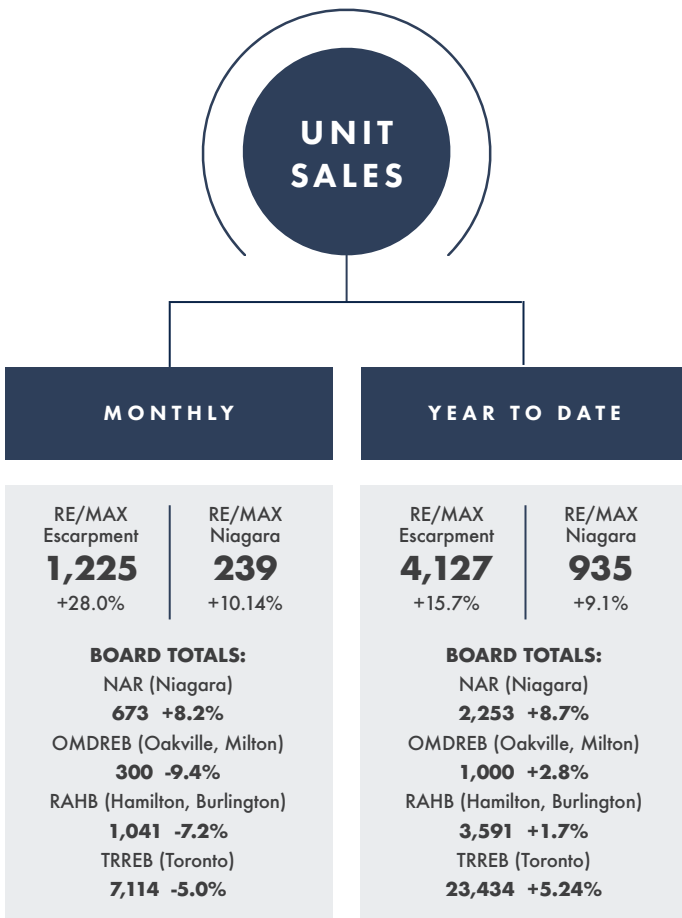 UNIT
SALES
MONTHLY
RE/MAX
Escarpment
1,225
+28.0%
RE/MAX
Niagara
239
+10.14%
BOARD TOTALS:
NAR (Niagara)
673 +8.2%
OMDREB (Oakville, Milton)
300 -9.4%
RAHB (Hamilton, Burlington)
1,041 -7.2%
TRREB (Toronto)
7,114 -5.0%
YEAR TO DATE
RE/MAX
Escarpment
4,127
+15.7%
RE/MAX
Niagara
935
+9.1%
BOARD TOTALS:
NAR (Niagara)
2,253 +8.7%
OMDREB (Oakville, Milton)
1,000 +2.8%
RAHB (Hamilton, Burlington)
3,591 +1.7%
TRREB (Toronto)
23,434 +5.24%